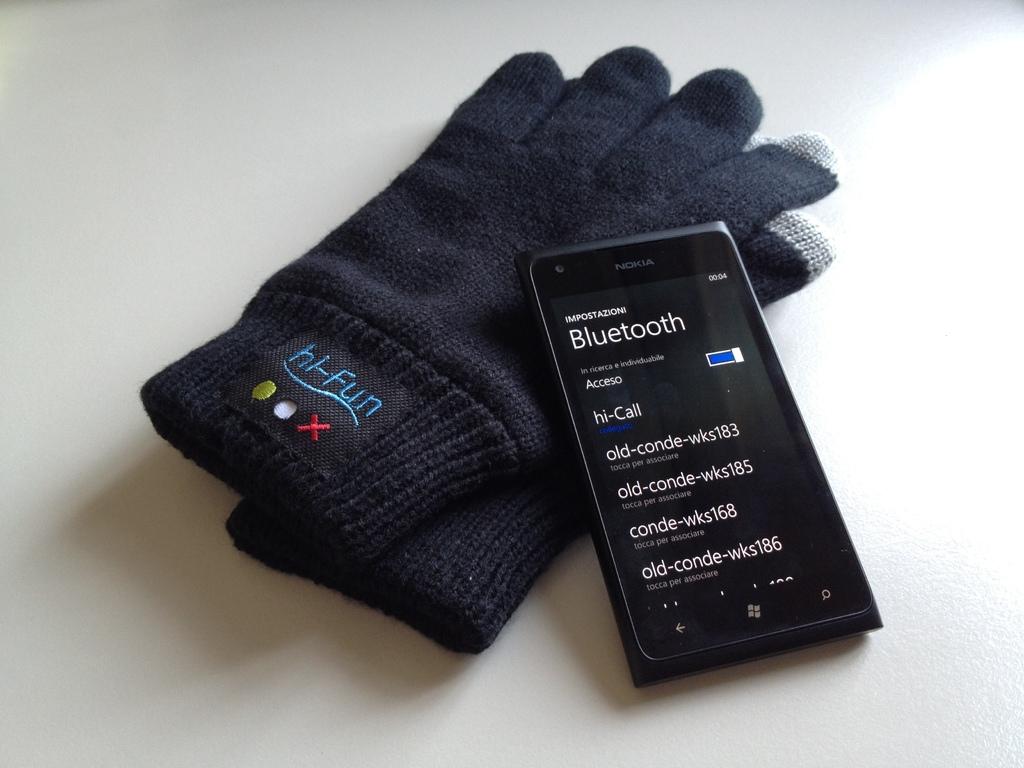 hi-Fun
NOKIA
00:04
IMPOSTAZIONI
Bluetooth
In ricerca e individuabile
Acceso
hi-Call
collegato
old-conde-wks183
tocca per associare
old-conde-wks185
tocca per associare
conde-wks168
tocca per associare
old-conde-wks186
tocca per associare